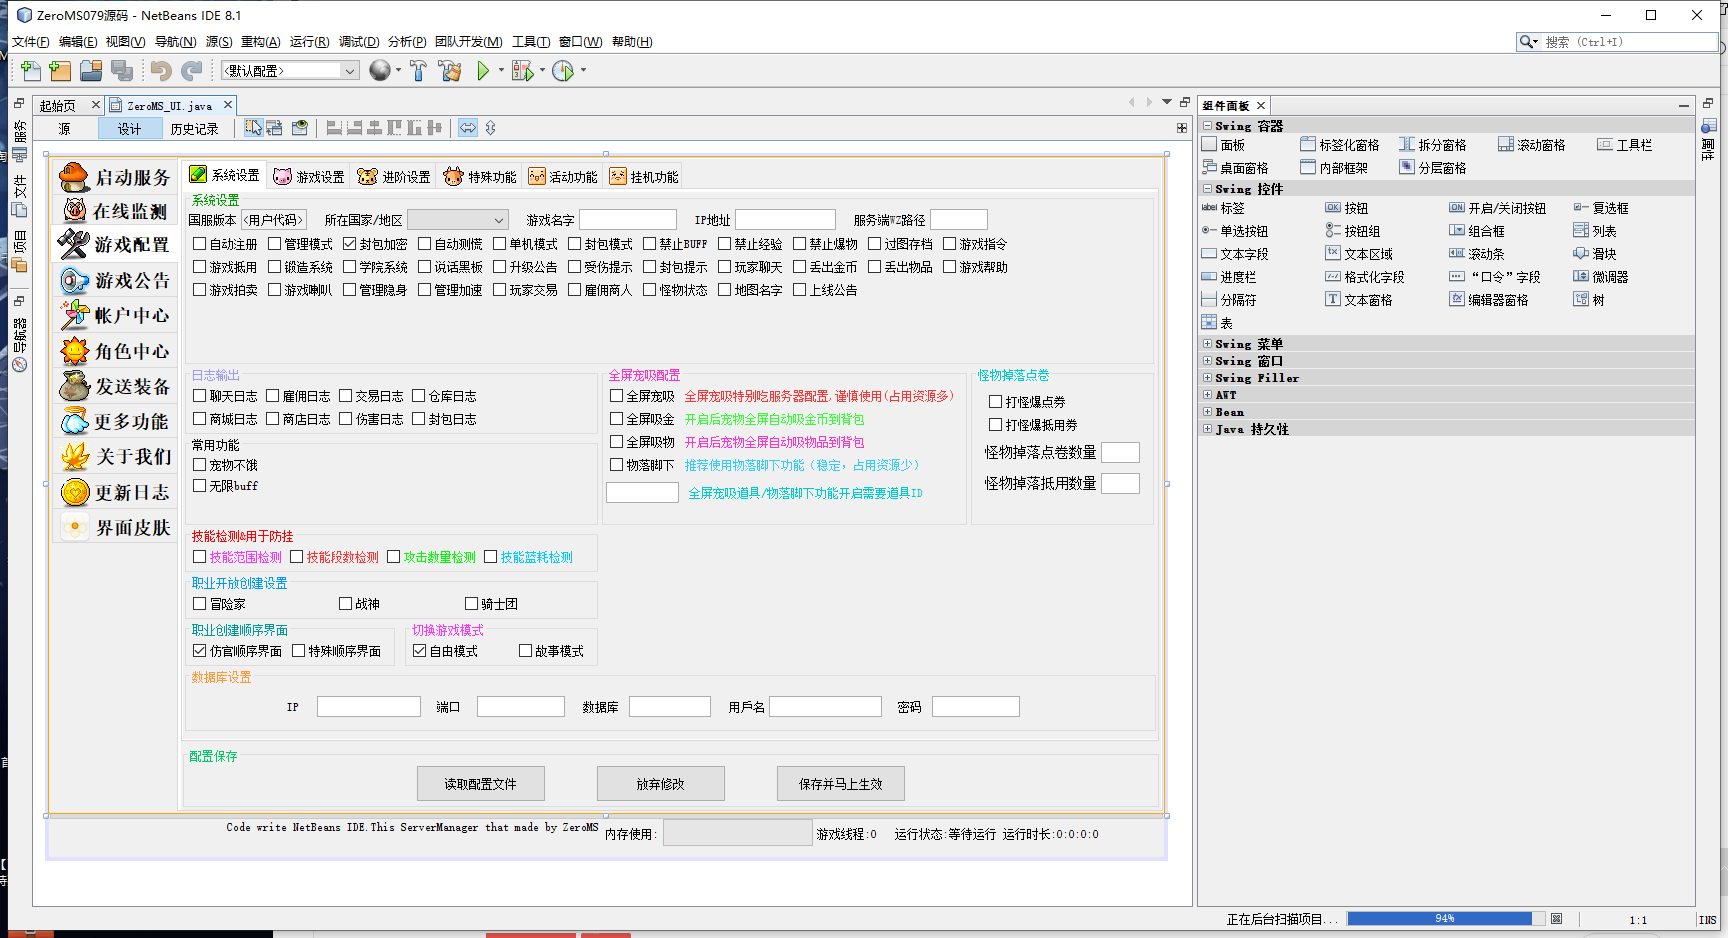 ZeroMS079源码 - NetBeans IDE 8.1
文件(F) 编辑(E) 视图(V) 导航(N) 源(S) 重构(A) 运行(R) 调试(D) 分析(P) 团队开发(M) 工具(T) 窗口(W) 帮助(H)
搜索 (Ctrl+I)
<默认配置>
服务
文件
项目
导航器
起始页
ZeroMS_UI.java
源 设计 历史记录
启动服务
在线监测
游戏配置
游戏公告
帐户中心
角色中心
发送装备
更多功能
关于我们
更新日志
界面皮肤
系统设置 游戏设置 进阶设置 特殊功能 活动功能 挂机功能
系统设置
国服版本 <用户代码> 所在国家/地区 游戏名字 IP地址 服务端WZ路径
自动注册 管理模式 封包加密 自动测谎 单机模式 封包模式 禁止BUFF 禁止经验 禁止爆物 过图存档 游戏指令
游戏抵用 锻造系统 学院系统 说话黑板 升级公告 受伤提示 封包提示 玩家聊天 丢出金币 丢出物品 游戏帮助
游戏拍卖 游戏喇叭 管理隐身 管理加速 玩家交易 雇佣商人 怪物状态 地图名字 上线公告
日志输出
聊天日志 雇佣日志 交易日志 仓库日志
商城日志 商店日志 伤害日志 封包日志
常用功能
宠物不饿
无限buff
全屏宠吸配置
全屏宠吸 全屏宠吸特别吃服务器配置,谨慎使用(占用资源多)
全屏吸金 开启后宠物全屏自动吸金币到背包
全屏吸物 开启后宠物全屏自动吸物品到背包
物落脚下 推荐使用物落脚下功能（稳定，占用资源少）
全屏宠吸道具/物落脚下功能开启需要道具ID
怪物掉落点卷
打怪爆点券
打怪爆抵用券
怪物掉落点卷数量
怪物掉落抵用数量
技能检测&用于防挂
技能范围检测 技能段数检测 攻击数量检测 技能蓝耗检测
职业开放创建设置
冒险家 战神 骑士团
职业创建顺序界面
仿官顺序界面 特殊顺序界面
切换游戏模式
自由模式 故事模式
数据库设置
IP 端口 数据库 用戶名 密码
配置保存
读取配置文件 放弃修改 保存并马上生效
Code write NetBeans IDE.This ServerManager that made by ZeroMS 内存使用: 游戏线程:0 运行状态:等待运行 运行时长:0:0:0:0
组件面板
Swing 容器
面板 标签化窗格 拆分窗格 滚动窗格 工具栏
桌面窗格 内部框架 分层窗格
Swing 控件
label 标签 OK 按钮 ON 开启/关闭按钮 复选框
单选按钮 按钮组 组合框 列表
文本字段 文本区域 滚动条 滑块
进度栏 格式化字段 “口令”字段 微调器
分隔符 文本窗格 编辑器窗格 树
表
Swing 菜单
Swing 窗口
Swing Filler
AWT
Bean
Java 持久性
属性
正在后台扫描项目... 94% 1:1 INS